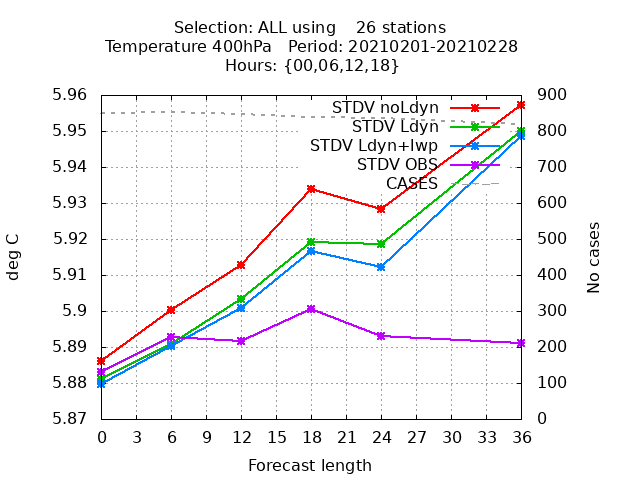 Selection: ALL using    26 stations
Temperature 400hPa   Period: 20210201-20210228
Hours: {00,06,12,18}
STDV noLdyn
STDV Ldyn
STDV Ldyn+lwp
STDV OBS
CASES
deg C
5.96
5.95
5.94
5.93
5.92
5.91
5.9
5.89
5.88
5.87
No cases
900
800
700
600
500
400
300
200
100
0
0 3 6 9 12 15 18 21 24 27 30 33 36
Forecast length